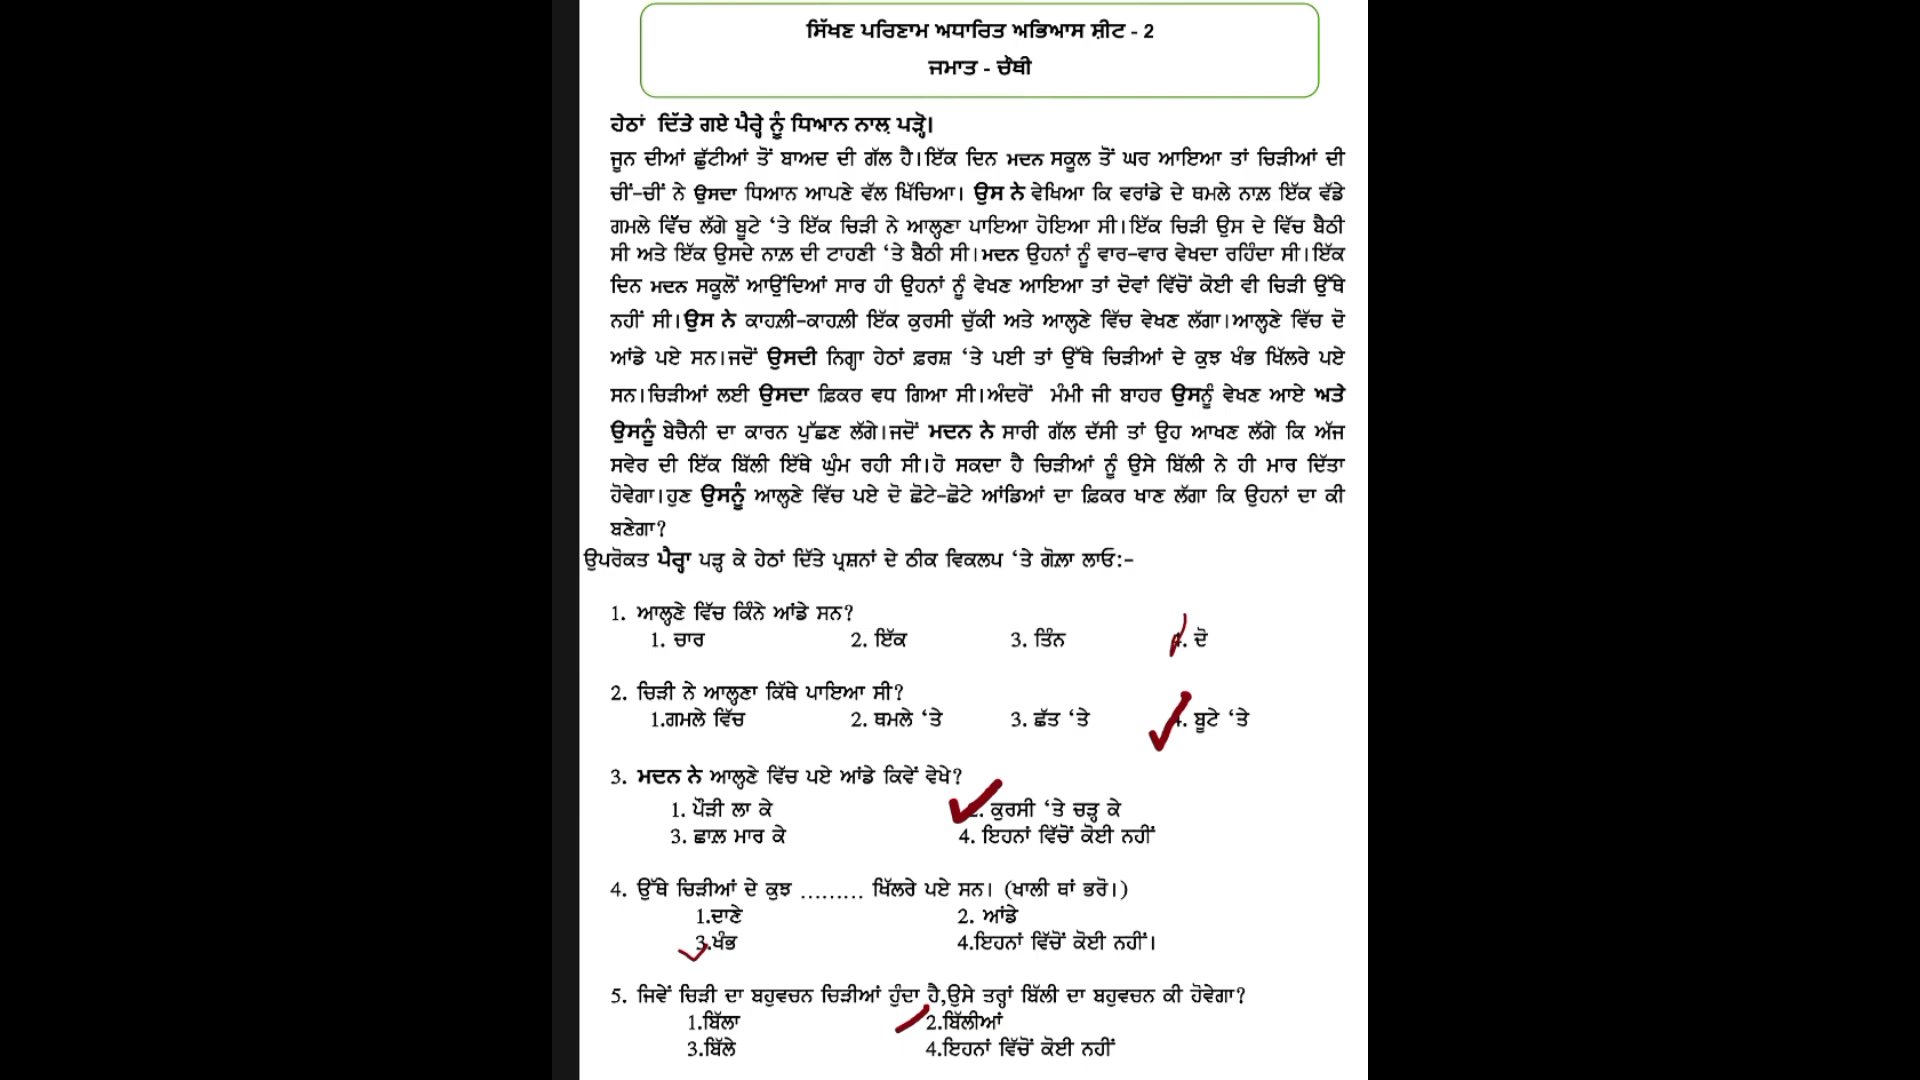 ਸਿੱਖਣ ਪਰਿਣਾਮ ਅਧਾਰਿਤ ਅਭਿਆਸ ਸ਼ੀਟ - 2
ਜਮਾਤ - ਚੌਥੀ
ਹੇਠਾਂ ਦਿੱਤੇ ਗਏ ਪੈਰ੍ਹੇ ਨੂੰ ਧਿਆਨ ਨਾਲ਼ ਪੜ੍ਹੋ।
ਜੂਨ ਦੀਆਂ ਛੁੱਟੀਆਂ ਤੋਂ ਬਾਅਦ ਦੀ ਗੱਲ ਹੈ।ਇੱਕ ਦਿਨ ਮਦਨ ਸਕੂਲ ਤੋਂ ਘਰ ਆਇਆ ਤਾਂ ਚਿੜੀਆਂ ਦੀ
ਚੀਂ-ਚੀਂ ਨੇ ਉਸਦਾ ਧਿਆਨ ਆਪਣੇ ਵੱਲ ਖਿੱਚਿਆ। ਉਸ ਨੇ ਵੇਖਿਆ ਕਿ ਵਰਾਂਡੇ ਦੇ ਥਮਲੇ ਨਾਲ਼ ਇੱਕ ਵੱਡੇ
ਗਮਲੇ ਵਿੱਚ ਲੱਗੇ ਬੂਟੇ ‘ਤੇ ਇੱਕ ਚਿੜੀ ਨੇ ਆਲ੍ਹਣਾ ਪਾਇਆ ਹੋਇਆ ਸੀ।ਇੱਕ ਚਿੜੀ ਉਸ ਦੇ ਵਿੱਚ ਬੈਠੀ
ਸੀ ਅਤੇ ਇੱਕ ਉਸਦੇ ਨਾਲ਼ ਦੀ ਟਾਹਣੀ ‘ਤੇ ਬੈਠੀ ਸੀ।ਮਦਨ ਉਹਨਾਂ ਨੂੰ ਵਾਰ-ਵਾਰ ਵੇਖਦਾ ਰਹਿੰਦਾ ਸੀ।ਇੱਕ
ਦਿਨ ਮਦਨ ਸਕੂਲੋਂ ਆਉਂਦਿਆਂ ਸਾਰ ਹੀ ਉਹਨਾਂ ਨੂੰ ਵੇਖਣ ਆਇਆ ਤਾਂ ਦੋਵਾਂ ਵਿੱਚੋਂ ਕੋਈ ਵੀ ਚਿੜੀ ਉੱਥੇ
ਨਹੀਂ ਸੀ।ਉਸ ਨੇ ਕਾਹਲ਼ੀ-ਕਾਹਲ਼ੀ ਇੱਕ ਕੁਰਸੀ ਚੁੱਕੀ ਅਤੇ ਆਲ੍ਹਣੇ ਵਿੱਚ ਵੇਖਣ ਲੱਗਾ।ਆਲ੍ਹਣੇ ਵਿੱਚ ਦੋ
ਆਂਡੇ ਪਏ ਸਨ।ਜਦੋਂ ਉਸਦੀ ਨਿਗ੍ਹਾ ਹੇਠਾਂ ਫ਼ਰਸ਼ ‘ਤੇ ਪਈ ਤਾਂ ਉੱਥੇ ਚਿੜੀਆਂ ਦੇ ਕੁਝ ਖੰਭ ਖਿੱਲਰੇ ਪਏ
ਸਨ।ਚਿੜੀਆਂ ਲਈ ਉਸਦਾ ਫ਼ਿਕਰ ਵਧ ਗਿਆ ਸੀ।ਅੰਦਰੋਂ ਮੰਮੀ ਜੀ ਬਾਹਰ ਉਸਨੂੰ ਵੇਖਣ ਆਏ ਅਤੇ
ਉਸਨੂੰ ਬੇਚੈਨੀ ਦਾ ਕਾਰਨ ਪੁੱਛਣ ਲੱਗੇ।ਜਦੋਂ ਮਦਨ ਨੇ ਸਾਰੀ ਗੱਲ ਦੱਸੀ ਤਾਂ ਉਹ ਆਖਣ ਲੱਗੇ ਕਿ ਅੱਜ
ਸਵੇਰ ਦੀ ਇੱਕ ਬਿੱਲੀ ਇੱਥੇ ਘੁੰਮ ਰਹੀ ਸੀ।ਹੋ ਸਕਦਾ ਹੈ ਚਿੜੀਆਂ ਨੂੰ ਉਸੇ ਬਿੱਲੀ ਨੇ ਹੀ ਮਾਰ ਦਿੱਤਾ
ਹੋਵੇਗਾ।ਹੁਣ ਉਸਨੂੰ ਆਲ੍ਹਣੇ ਵਿੱਚ ਪਏ ਦੋ ਛੋਟੇ-ਛੋਟੇ ਆਂਡਿਆਂ ਦਾ ਫ਼ਿਕਰ ਖਾਣ ਲੱਗਾ ਕਿ ਉਹਨਾਂ ਦਾ ਕੀ
ਬਣੇਗਾ?
ਉਪਰੋਕਤ ਪੈਰ੍ਹਾ ਪੜ੍ਹ ਕੇ ਹੇਠਾਂ ਦਿੱਤੇ ਪ੍ਰਸ਼ਨਾਂ ਦੇ ਠੀਕ ਵਿਕਲਪ ‘ਤੇ ਗੋਲ਼ਾ ਲਾਓ:-
1. ਆਲ੍ਹਣੇ ਵਿੱਚ ਕਿੰਨੇ ਆਂਡੇ ਸਨ?
1. ਚਾਰ 2. ਇੱਕ 3. ਤਿੰਨ 4. ਦੋ
2. ਚਿੜੀ ਨੇ ਆਲ੍ਹਣਾ ਕਿੱਥੇ ਪਾਇਆ ਸੀ?
1.ਗਮਲੇ ਵਿੱਚ 2. ਥਮਲੇ ‘ਤੇ 3. ਛੱਤ ‘ਤੇ 4. ਬੂਟੇ ‘ਤੇ
3. ਮਦਨ ਨੇ ਆਲ੍ਹਣੇ ਵਿੱਚ ਪਏ ਆਂਡੇ ਕਿਵੇਂ ਵੇਖੇ?
1. ਪੌੜੀ ਲਾ ਕੇ 2. ਕੁਰਸੀ ‘ਤੇ ਚੜ੍ਹ ਕੇ
3. ਛਾਲ਼ ਮਾਰ ਕੇ 4. ਇਹਨਾਂ ਵਿੱਚੋਂ ਕੋਈ ਨਹੀਂ
4. ਉੱਥੇ ਚਿੜੀਆਂ ਦੇ ਕੁਝ ......... ਖਿੱਲਰੇ ਪਏ ਸਨ। (ਖਾਲੀ ਥਾਂ ਭਰੋ।)
1.ਦਾਣੇ 2. ਆਂਡੇ
3.ਖੰਭ 4.ਇਹਨਾਂ ਵਿੱਚੋਂ ਕੋਈ ਨਹੀਂ।
5. ਜਿਵੇਂ ਚਿੜੀ ਦਾ ਬਹੁਵਚਨ ਚਿੜੀਆਂ ਹੁੰਦਾ ਹੈ,ਉਸੇ ਤਰ੍ਹਾਂ ਬਿੱਲੀ ਦਾ ਬਹੁਵਚਨ ਕੀ ਹੋਵੇਗਾ?
1.ਬਿੱਲਾ 2.ਬਿੱਲੀਆਂ
3.ਬਿੱਲੇ 4.ਇਹਨਾਂ ਵਿੱਚੋਂ ਕੋਈ ਨਹੀਂ